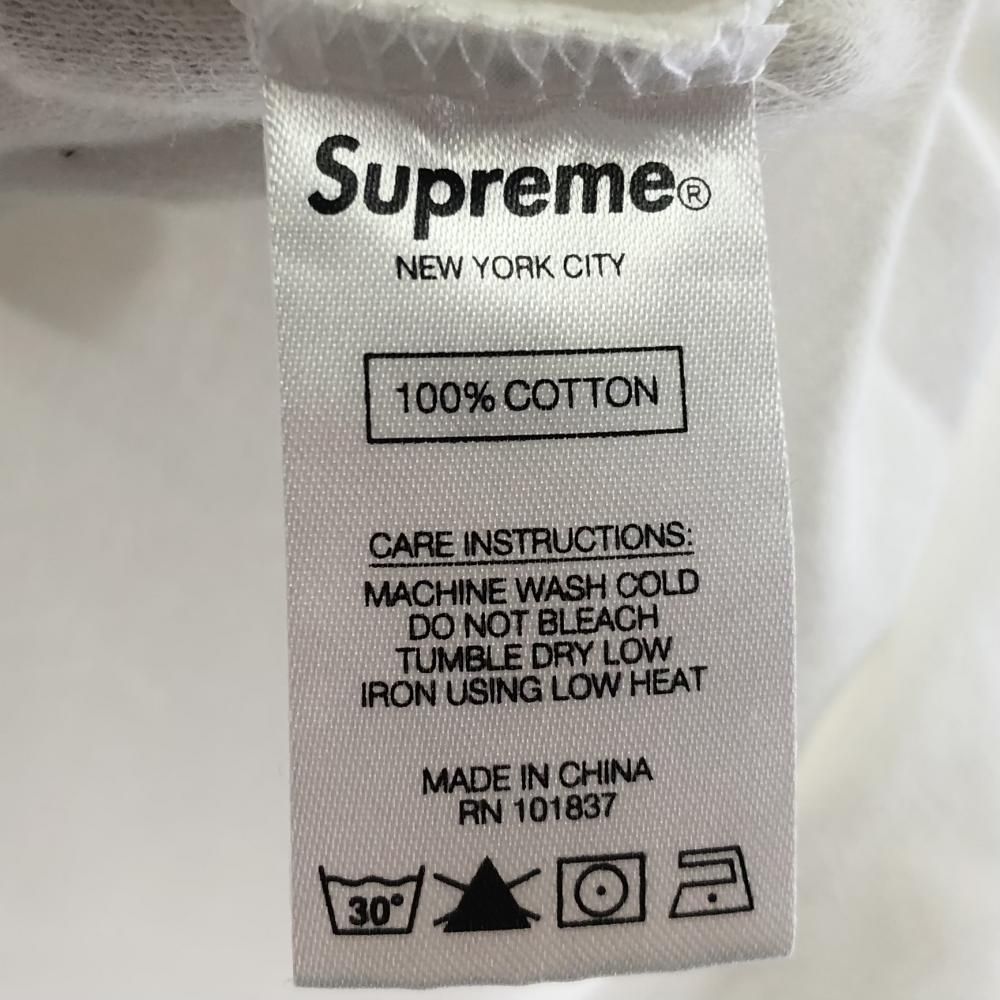 Supreme®
NEW YORK CITY
100% COTTON
CARE INSTRUCTIONS:
MACHINE WASH COLD
DO NOT BLEACH
TUMBLE DRY LOW
IRON USING LOW HEAT
MADE IN CHINA
RN 101837
30°